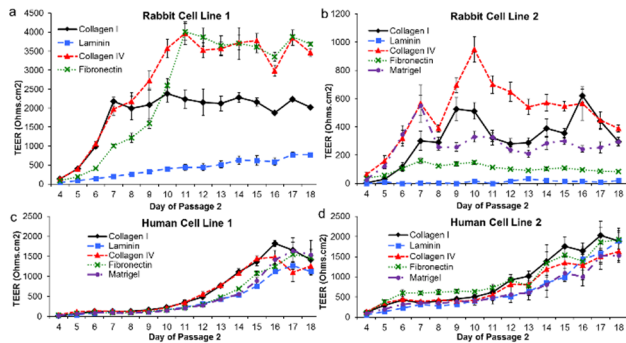 a
Rabbit Cell Line 1
TEER (Ohms.cm2)
4500
4000
3500
3000
2500
2000
1500
1000
500
0
Collagen I
Laminin
Collagen IV
Fibronectin
4 5 6 7 8 9 10 11 12 13 14 15 16 17 18
Day of Passage 2
b
Rabbit Cell Line 2
TEER (Ohms.cm2)
1200
1000
800
600
400
200
0
Collagen I
Laminin
Collagen IV
Fibronectin
Matrigel
4 5 6 7 8 9 10 11 12 13 14 15 16 17 18
Day of Passage 2
c
Human Cell Line 1
TEER (Ohms.cm2)
2500
2000
1500
1000
500
0
Collagen I
Laminin
Collagen IV
Fibronectin
Matrigel
4 5 6 7 8 9 10 11 12 13 14 15 16 17 18
Day of Passage 2
d
Human Cell Line 2
TEER (Ohms.cm2)
2500
2000
1500
1000
500
0
Collagen I
Laminin
Collagen IV
Fibronectin
Matrigel
4 5 6 7 8 9 10 11 12 13 14 15 16 17 18
Day of Passage 2